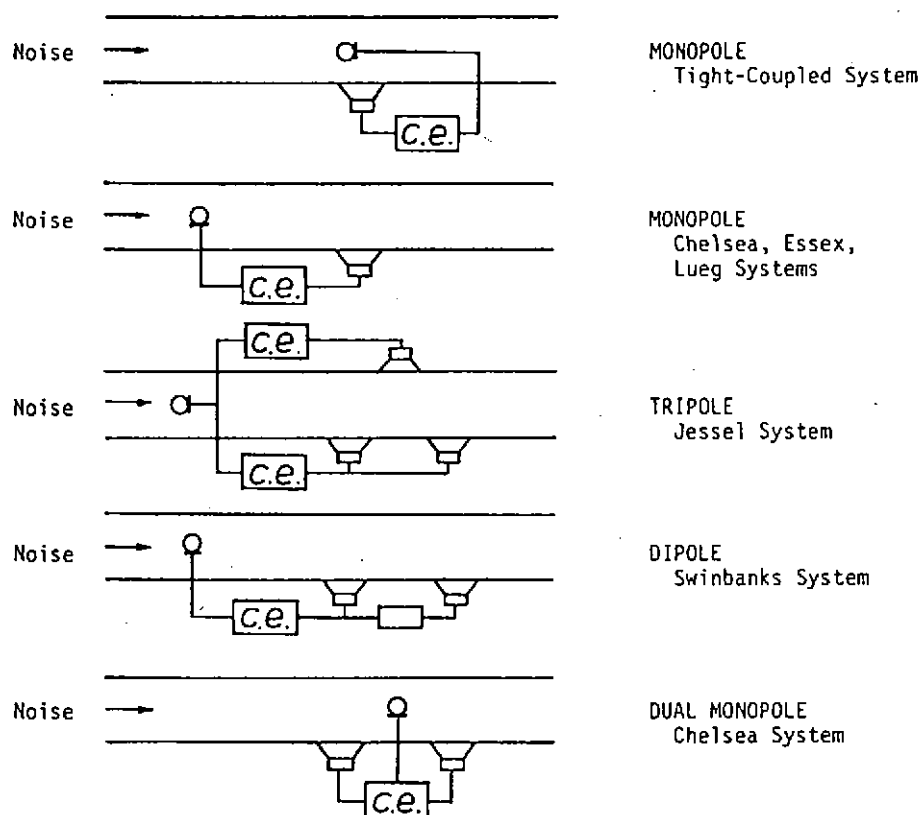 Noise
MONOPOLE
Tight-Coupled System
c.e.
Noise
MONOPOLE
Chelsea, Essex,
Lueg Systems
c.e.
c.e.
Noise
TRIPOLE
Jessel System
c.e.
Noise
DIPOLE
Swinbanks System
c.e.
Noise
DUAL MONOPOLE
Chelsea System
c.e.